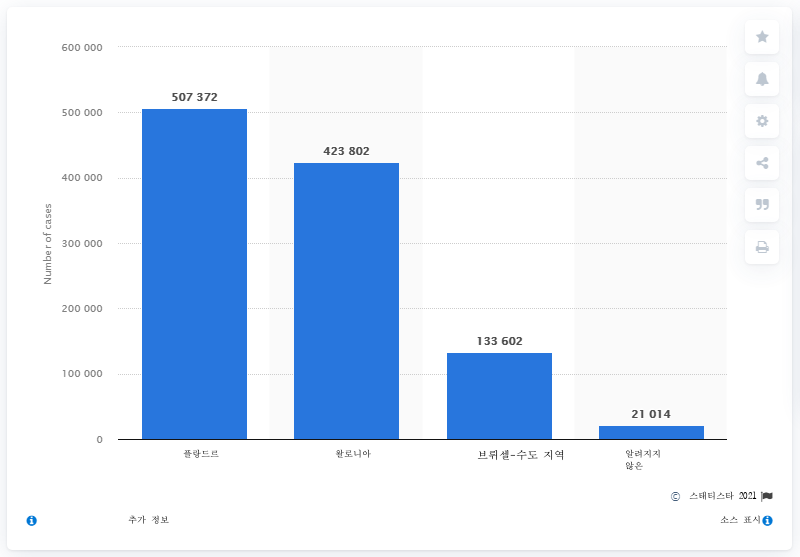 600 000
507 372
500 000
423 802
400 000
Number of cases
300 000
200 000
133 602
100 000
21 014
0
플랑드르
왈로니아
브뤼셀-수도 지역
알려지지
않은
© 스태티스타 2021
추가 정보
소스 표시